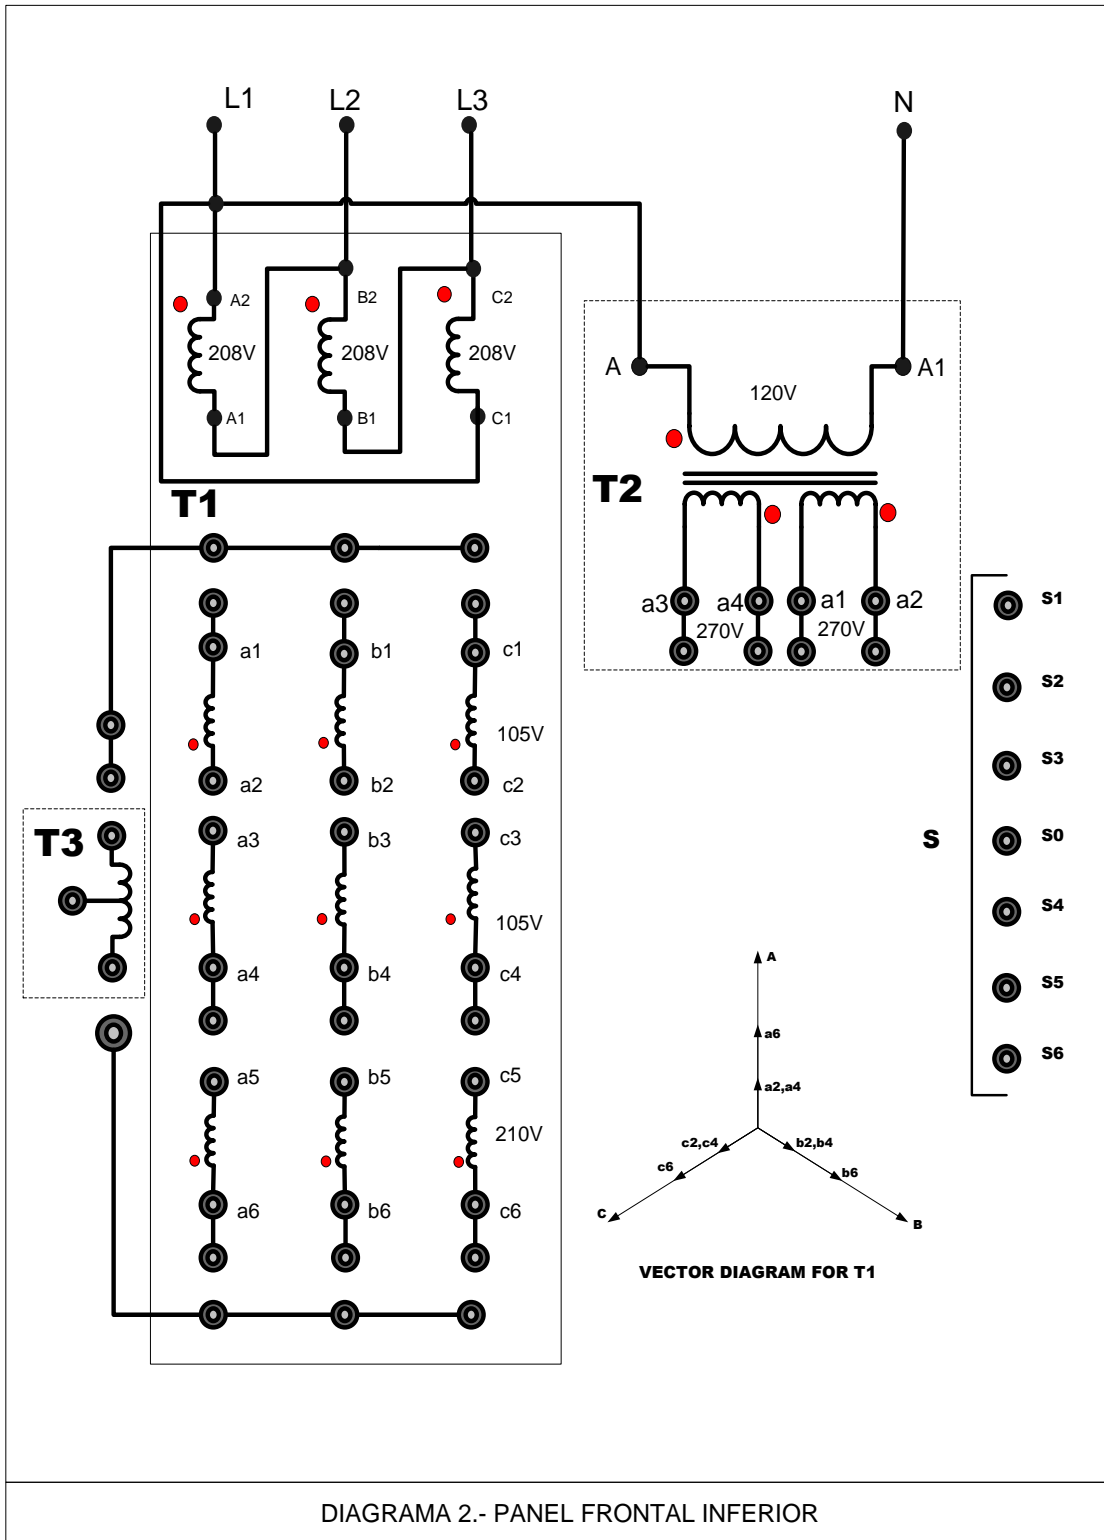 L1 L2 L3 N
A2 B2 C2
208V 208V 208V
A A1
120V
A1 B1 C1
T1
T2
a3 a4 a1 a2
270V 270V
a1 b1 c1
105V
a2 b2 c2
T3
a3 b3 c3
105V
a4 b4 c4
a5 b5 c5
210V
a6 b6 c6
S
S1
S2
S3
S0
S4
S5
S6
A
a6
a2,a4
c2,c4 b2,b4
c6 b6
C B
VECTOR DIAGRAM FOR T1
DIAGRAMA 2.- PANEL FRONTAL INFERIOR